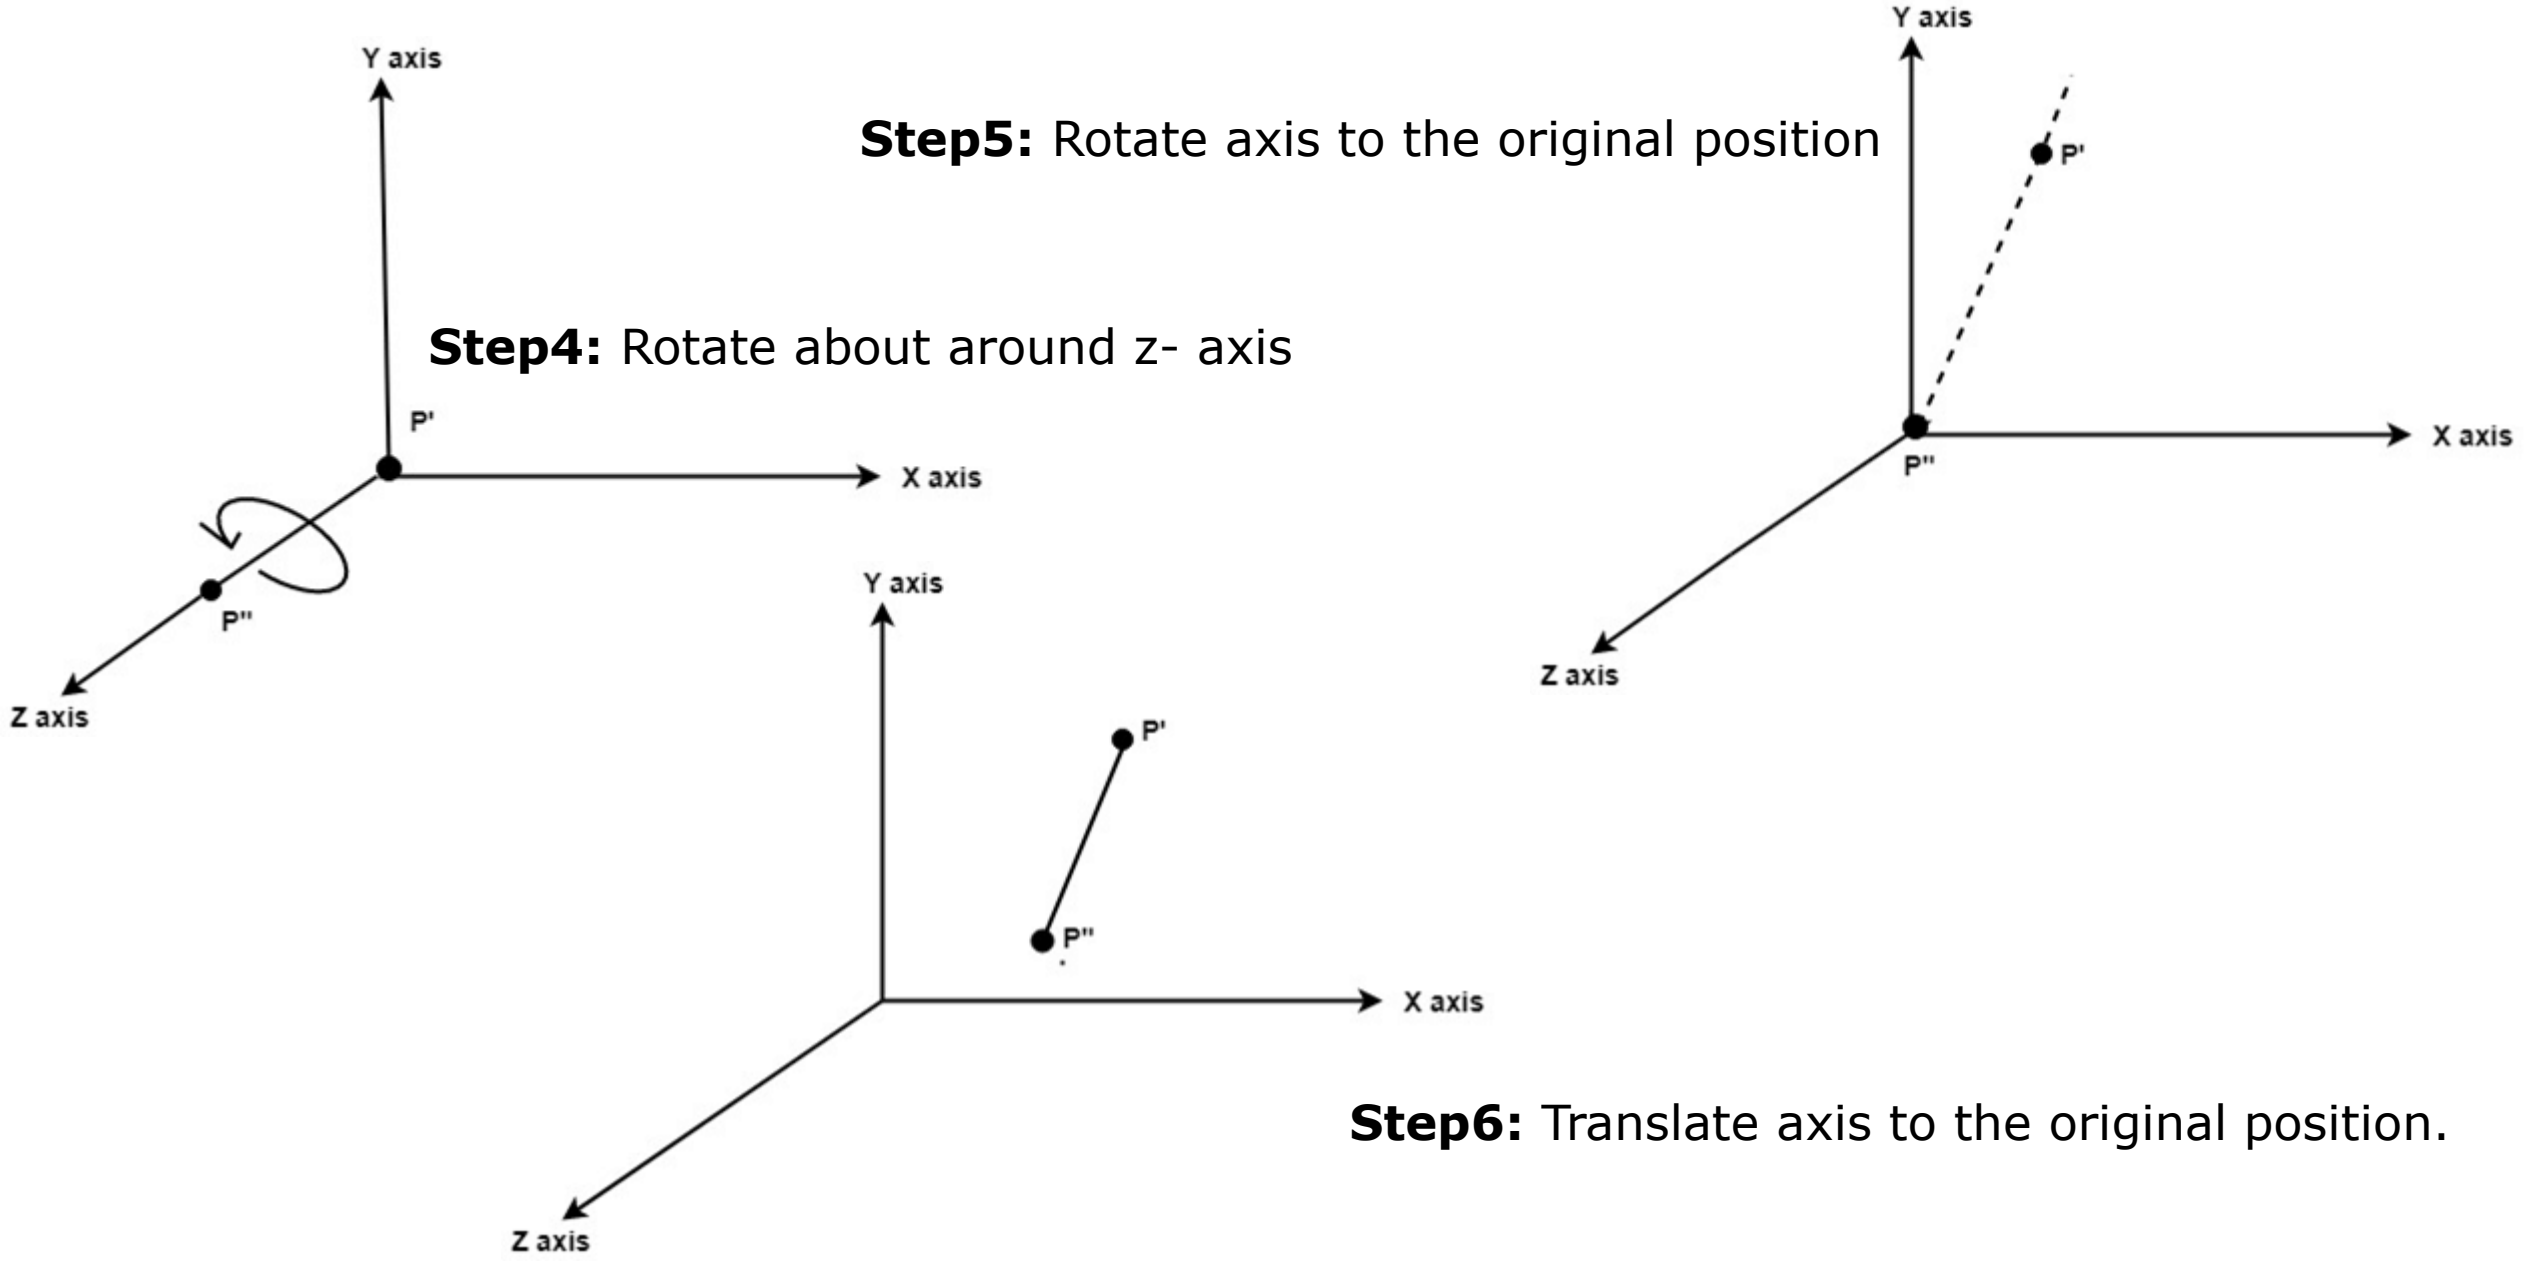 Y axis
Step4: Rotate about around z- axis
P'
X axis
P"
Z axis
Y axis
Step5: Rotate axis to the original position
P'
X axis
P"
Z axis
Y axis
P'
P"
X axis
Z axis
Step6: Translate axis to the original position.